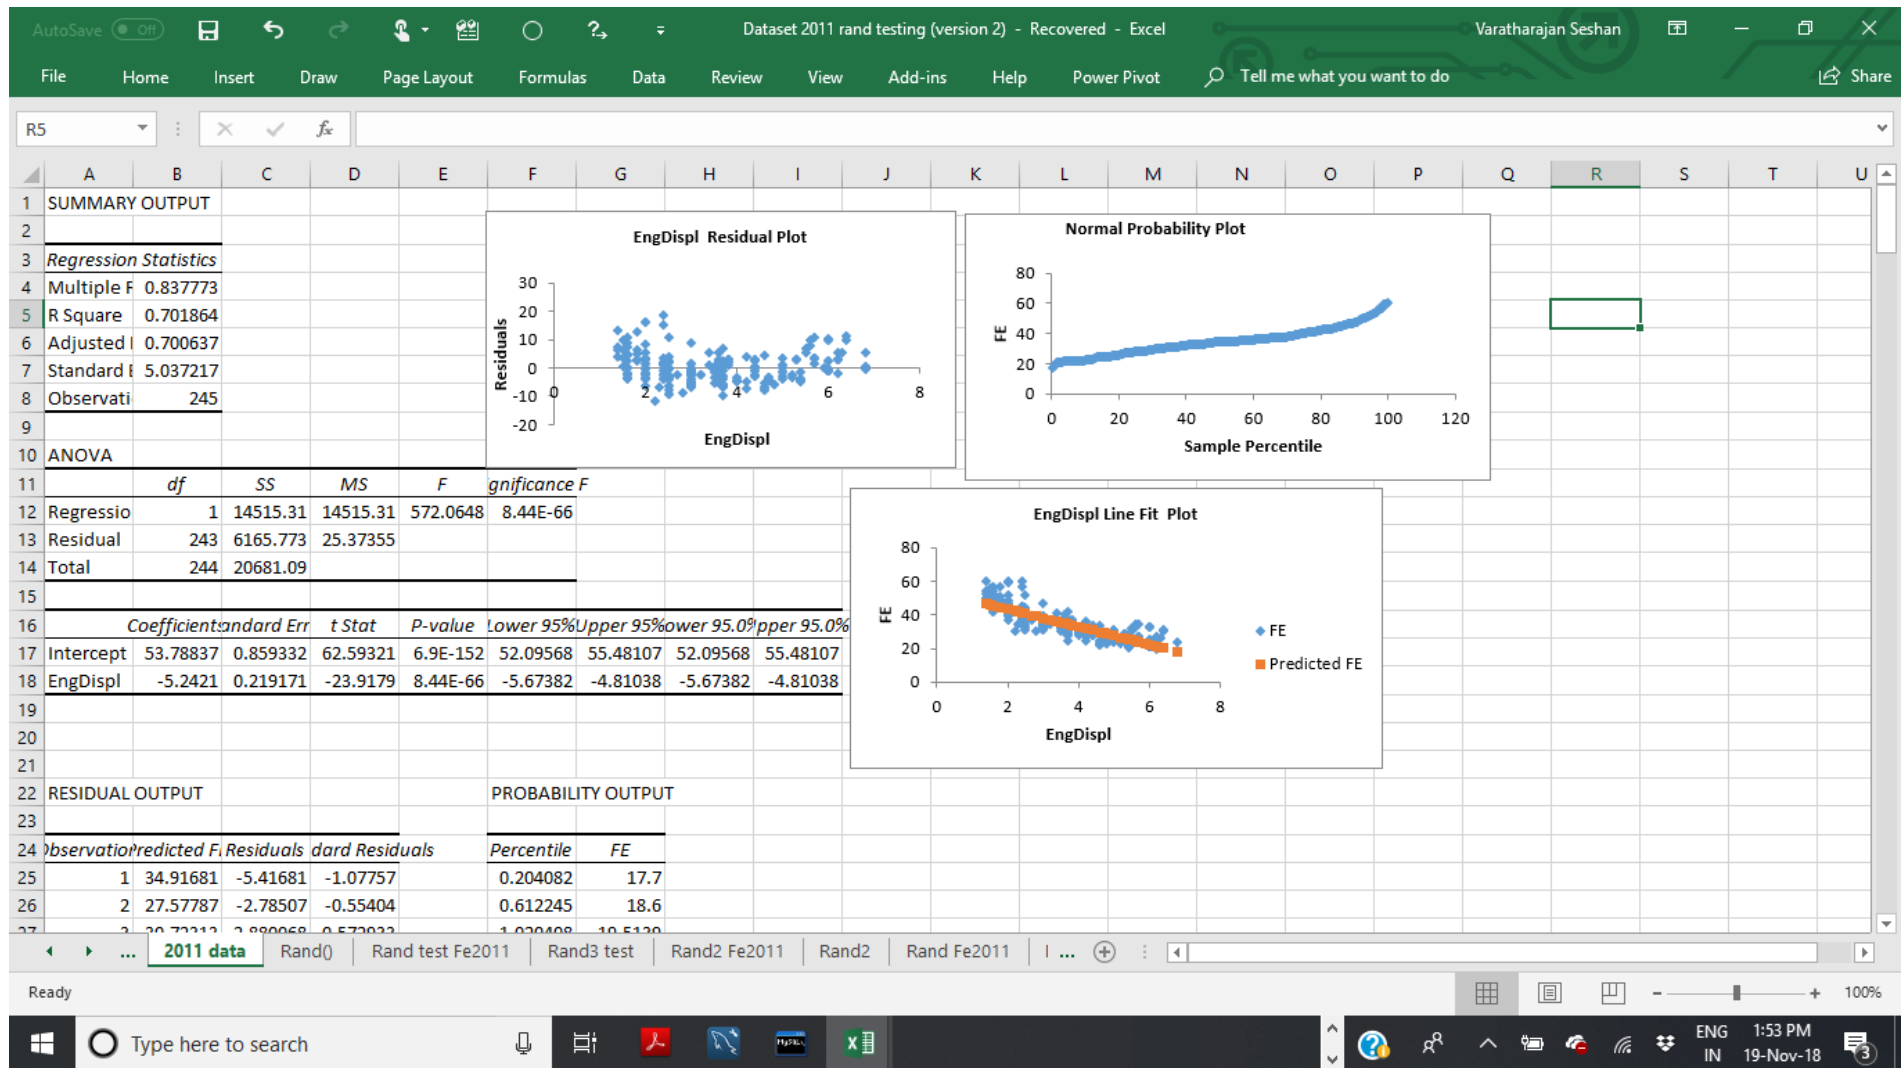 AutoSave Off Dataset 2011 rand testing (version 2) - Recovered - Excel Varatharajan Seshan
File Home Insert Draw Page Layout Formulas Data Review View Add-ins Help Power Pivot Tell me what you want to do Share
R5 fx
A B C D E F G H I J K L M N O P Q R S T U
1 SUMMARY OUTPUT
2
3 Regression Statistics
4 Multiple F 0.837773
5 R Square 0.701864
6 Adjusted 0.700637
7 Standard E 5.037217
8 Observati 245
9
10 ANOVA
11 df SS MS F gnificance F
12 Regressio 1 14515.31 14515.31 572.0648 8.44E-66
13 Residual 243 6165.773 25.37355
14 Total 244 20681.09
15
16 Coefficients andard Err t Stat P-value Lower 95% Upper 95% ower 95.0% pper 95.0%
17 Intercept 53.78837 0.859332 62.59321 6.9E-152 52.09568 55.48107 52.09568 55.48107
18 EngDispl -5.2421 0.219171 -23.9179 8.44E-66 -5.67382 -4.81038 -5.67382 -4.81038
19
20
21
22 RESIDUAL OUTPUT PROBABILITY OUTPUT
23
24 Observatio Predicted F Residuals dard Residuals Percentile FE
25 1 34.91681 -5.41681 -1.07757 0.204082 17.7
26 2 27.57787 -2.78507 -0.55404 0.612245 18.6
EngDispl Residual Plot
30
20
10
0
-10
-20
Residuals
0 2 4 6 8
EngDispl
Normal Probability Plot
80
60
40
20
0
FE
0 20 40 60 80 100 120
Sample Percentile
EngDispl Line Fit Plot
80
60
40
20
0
FE
FE
Predicted FE
0 2 4 6 8
EngDispl
... 2011 data Rand() Rand test Fe2011 Rand3 test Rand2 Fe2011 Rand2 Rand Fe2011 ...
Ready 100%
Type here to search
ENG
IN
1:53 PM
19-Nov-18
3